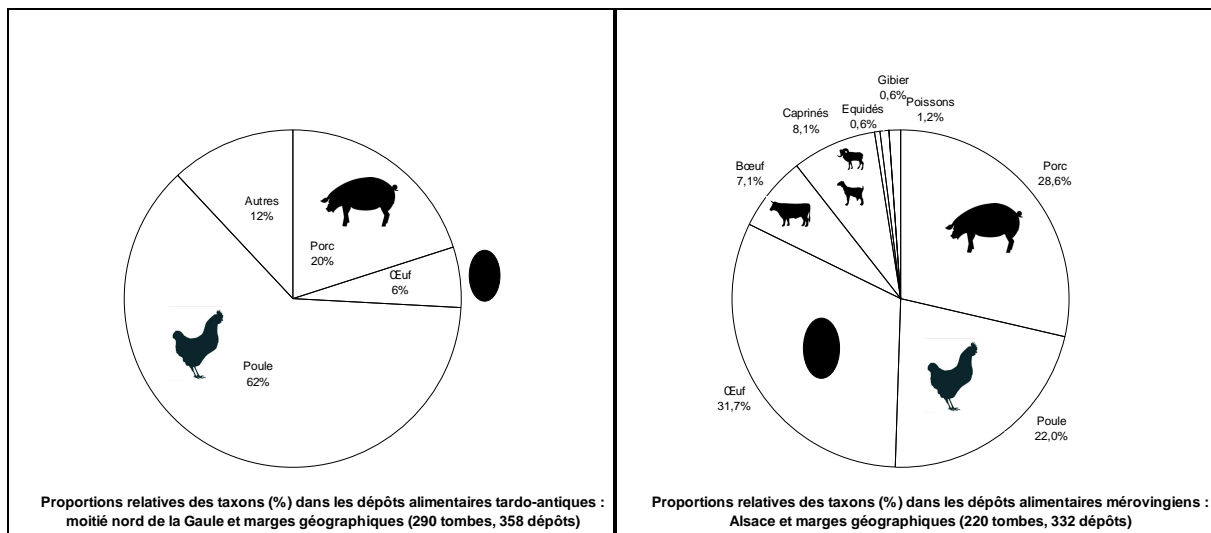 Autres
12%
Porc
20%
Œuf
6%
Poule
62%
Proportions relatives des taxons (%) dans les dépôts alimentaires tardo-antiques :
moitié nord de la Gaule et marges géographiques (290 tombes, 358 dépôts)
Gibier
0,6%
Poissons
1,2%
Equidés
0,6%
Caprinés
8,1%
Bœuf
7,1%
Porc
28,6%
Œuf
31,7%
Poule
22,0%
Proportions relatives des taxons (%) dans les dépôts alimentaires mérovingiens :
Alsace et marges géographiques (220 tombes, 332 dépôts)